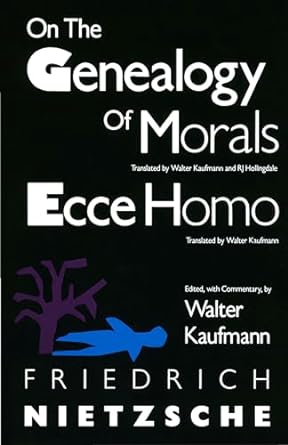 On The
Genealogy
Of Morals
Translated by Walter Kaufmann and RJ Hollingdale
Ecce Homo
Translated by Walter Kaufmann
Edited, with Commentary, by
Walter
Kaufmann
FRIEDRICH
NIETZSCHE